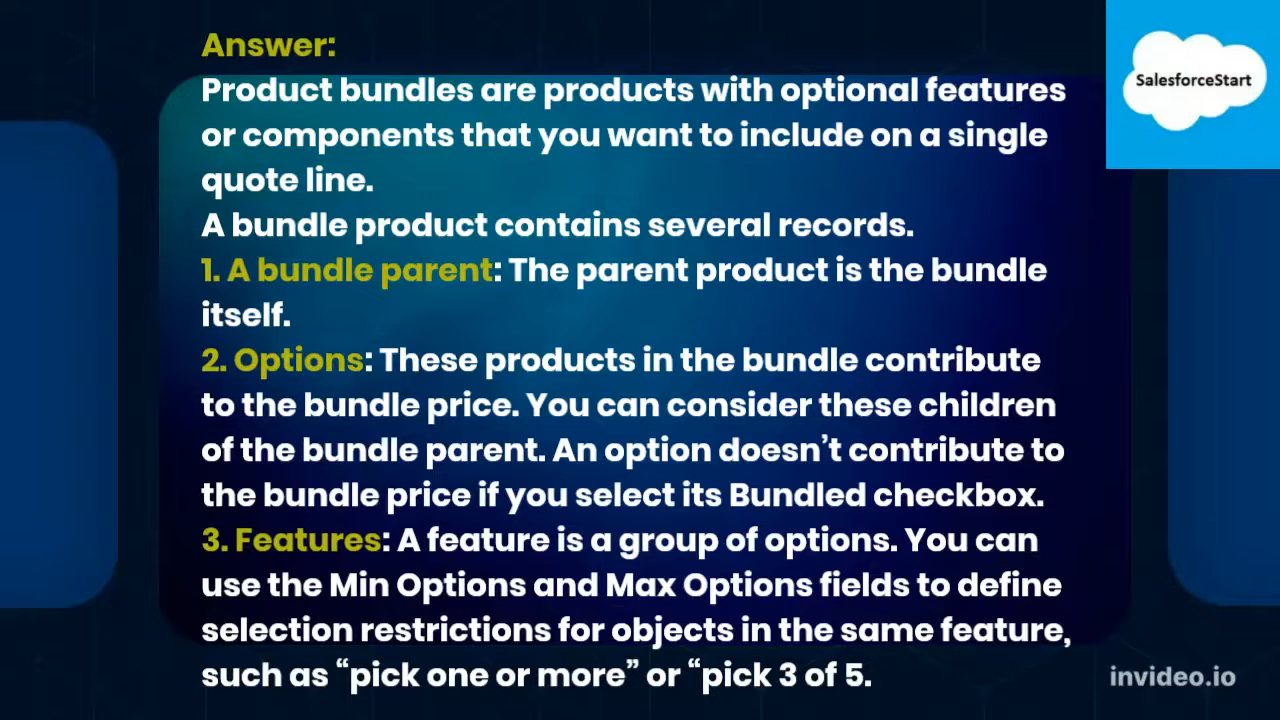 Answer:
SalesforceStart
Product bundles are products with optional features
or components that you want to include on a single
quote line.
A bundle product contains several records.
1. A bundle parent: The parent product is the bundle
itself.
2. Options: These products in the bundle contribute
to the bundle price. You can consider these children
of the bundle parent. An option doesn’t contribute to
the bundle price if you select its Bundled checkbox.
3. Features: A feature is a group of options. You can
use the Min Options and Max Options fields to define
selection restrictions for objects in the same feature,
such as “pick one or more” or “pick 3 of 5.
invideo.io